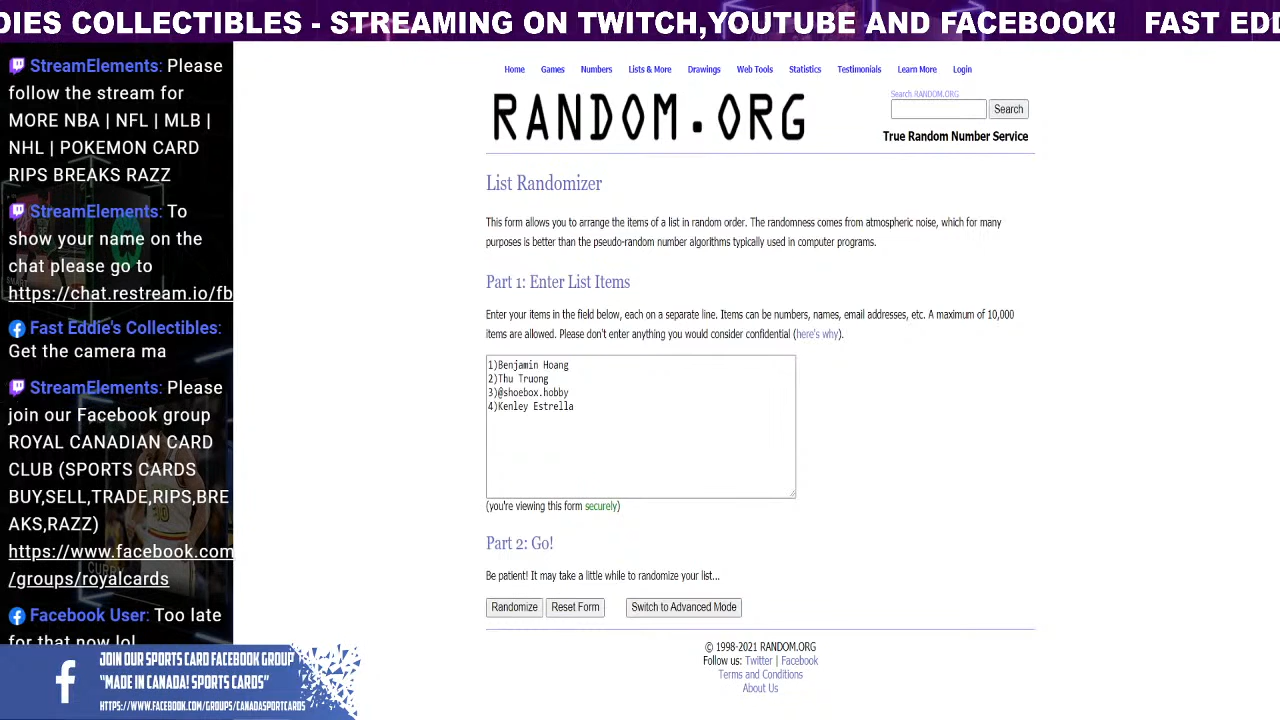 DIES COLLECTIBLES - STREAMING ON TWITCH,YOUTUBE AND FACEBOOK! FAST EDD
StreamElements: Please
follow the stream for
MORE NBA | NFL | MLB |
NHL | POKEMON CARD
RIPS BREAKS RAZZ
StreamElements: To
show your name on the
chat please go to
https://chat.restream.io/fb
Fast Eddie's Collectibles:
Get the camera ma
StreamElements: Please
join our Facebook group
ROYAL CANADIAN CARD
CLUB (SPORTS CARDS
BUY,SELL,TRADE,RIPS,BRE
AKS,RAZZ)
https://www.facebook.com
/groups/royalcards
Facebook User: Too late
for that now lol
JOIN OUR SPORTS CARD FACEBOOK GROUP
"MADE IN CANADA! SPORTS CARDS"
HTTPS://WWW.FACEBOOK.COM/GROUPS/CANADASPORTCARDS
Home Games Numbers Lists & More Drawings Web Tools Statistics Testimonials Learn More Login
RANDOM.ORG
Search RANDOM.ORG
Search
True Random Number Service
List Randomizer
This form allows you to arrange the items of a list in random order. The randomness comes from atmospheric noise, which for many
purposes is better than the pseudo-random number algorithms typically used in computer programs.
Part 1: Enter List Items
Enter your items in the field below, each on a separate line. Items can be numbers, names, email addresses, etc. A maximum of 10,000
items are allowed. Please don't enter anything you would consider confidential (here's why).
1)Benjamin Hoang
2)Thu Truong
3)@shoebox.hobby
4)Kenley Estrella
(you're viewing this form securely)
Part 2: Go!
Be patient! It may take a little while to randomize your list...
Randomize Reset Form Switch to Advanced Mode
© 1998-2021 RANDOM.ORG
Follow us: Twitter | Facebook
Terms and Conditions
About Us